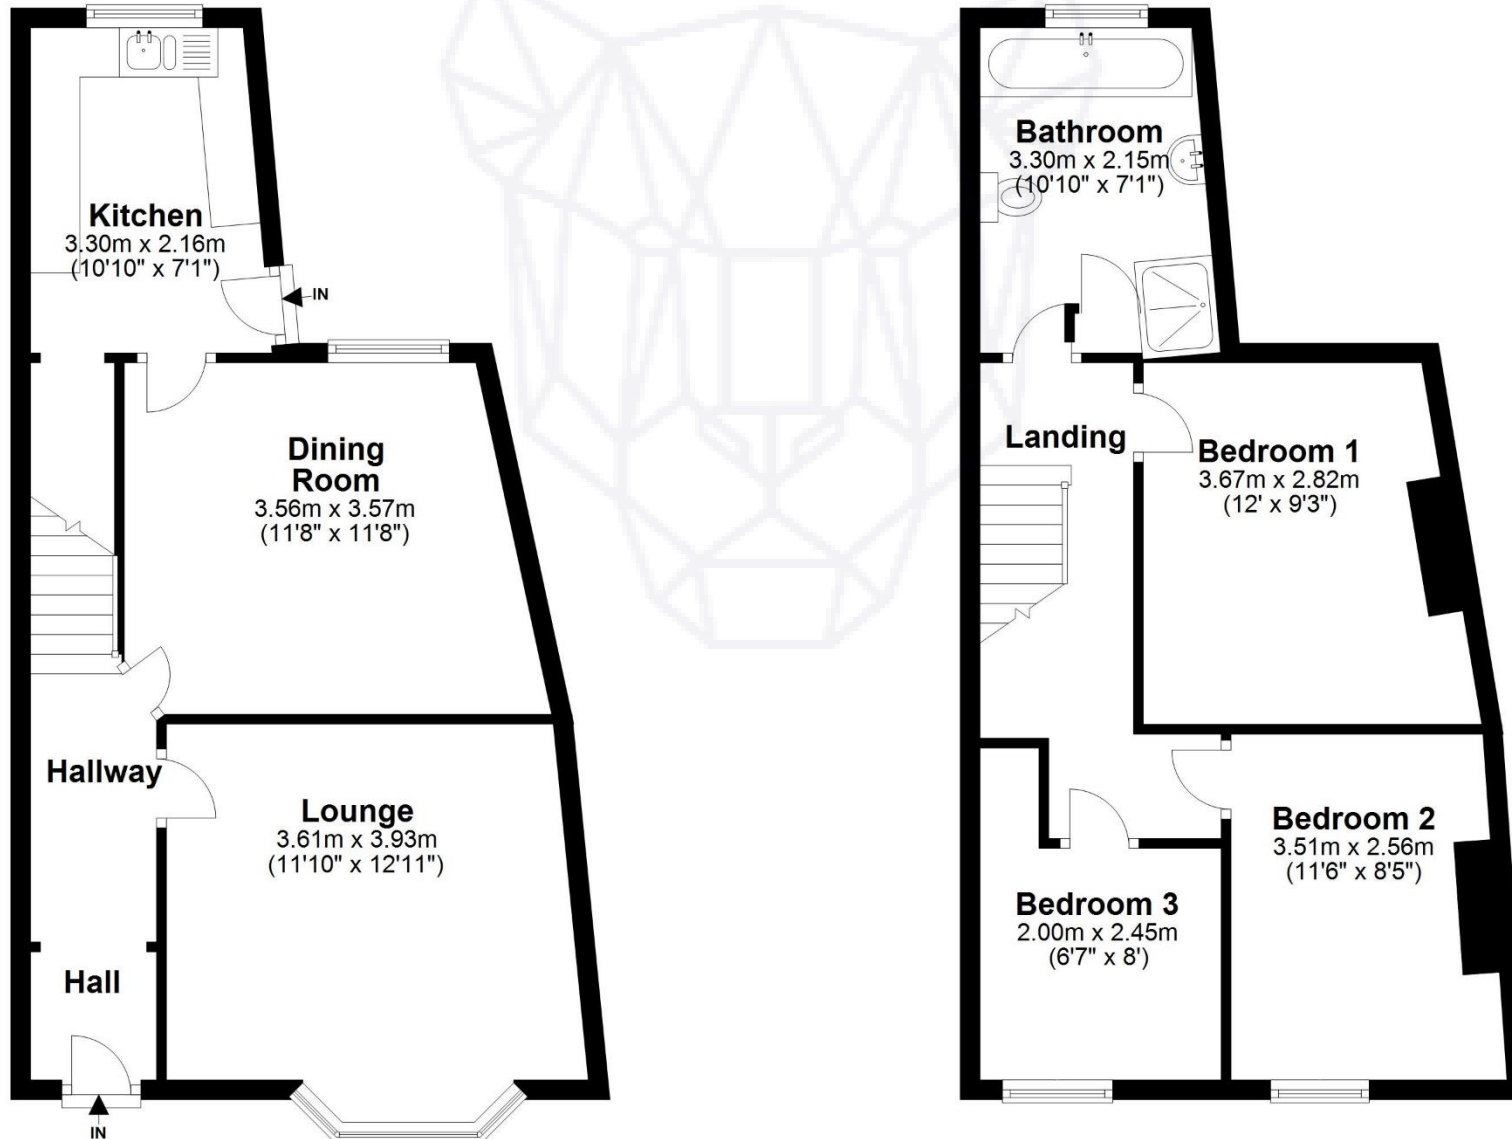 Kitchen
3.30m x 2.16m
(10'10" x 7'1")
IN
Dining
Room
3.56m x 3.57m
(11'8" x 11'8")
Hallway
Lounge
3.61m x 3.93m
(11'10" x 12'11")
Hall
IN
Bathroom
3.30m x 2.15m
(10'10" x 7'1")
Landing
Bedroom 1
3.67m x 2.82m
(12' x 9'3")
Bedroom 2
3.51m x 2.56m
(11'6" x 8'5")
Bedroom 3
2.00m x 2.45m
(6'7" x 8')